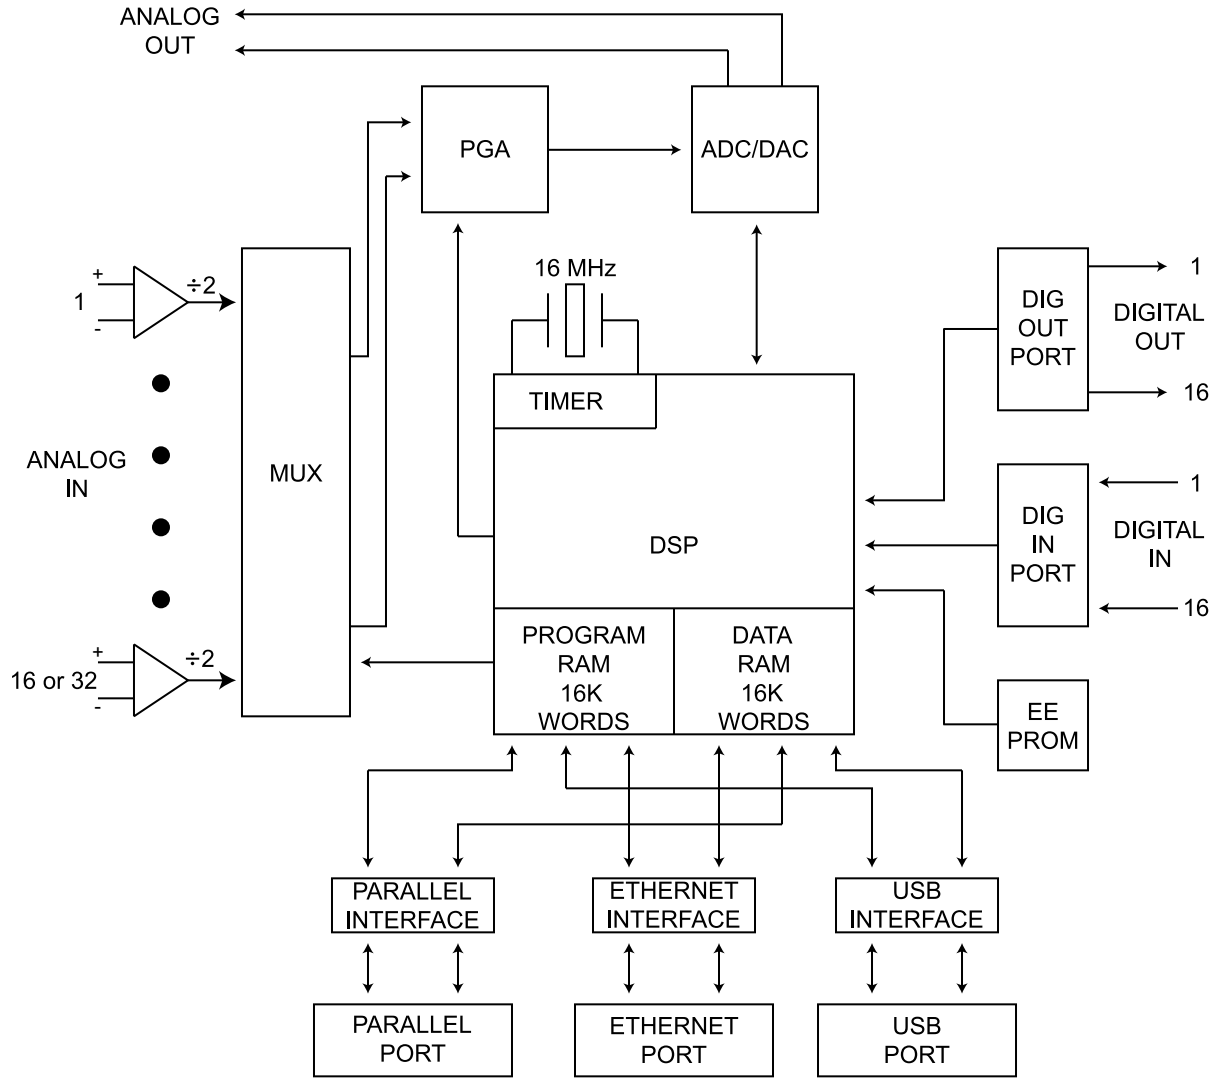 ANALOG
OUT
PGA
ADC/DAC
16 MHz
TIMER
+
1
-
÷2
ANALOG
IN
MUX
DSP
DIG
OUT
PORT
1
DIGITAL
OUT
16
DIG
IN
PORT
1
DIGITAL
IN
16
+
16 or 32
-
÷2
PROGRAM
RAM
16K
WORDS
DATA
RAM
16K
WORDS
EE
PROM
PARALLEL
INTERFACE
ETHERNET
INTERFACE
USB
INTERFACE
PARALLEL
PORT
ETHERNET
PORT
USB
PORT